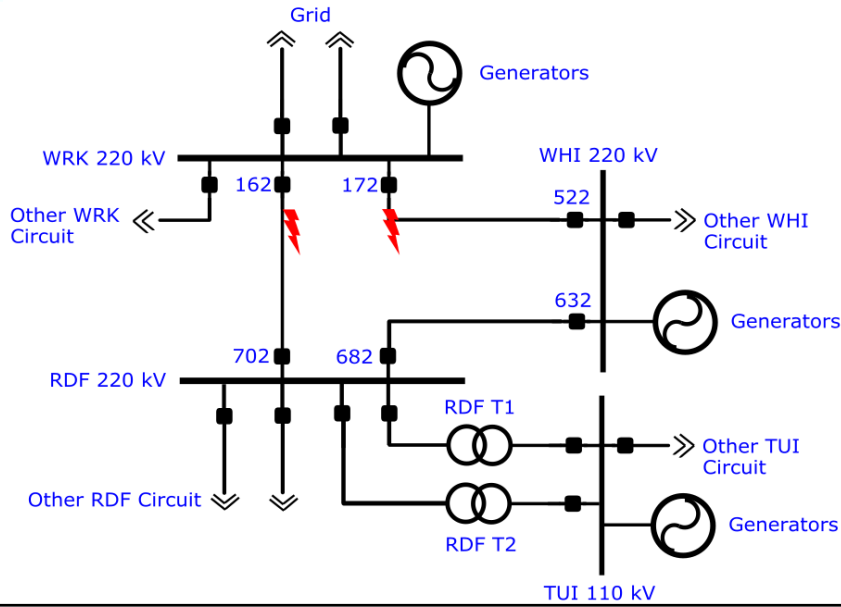 Grid
Generators
WRK 220 kV
WHI 220 kV
162
172
522
Other WRK
Circuit
Other WHI
Circuit
632
Generators
702
682
RDF 220 kV
RDF T1
Other TUI
Circuit
Other RDF Circuit
Generators
RDF T2
TUI 110 kV